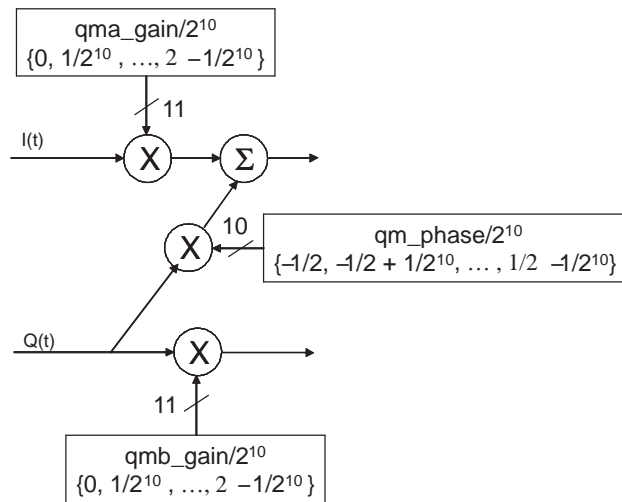 qma_gain/2¹⁰
{0, 1/2¹⁰ , …, 2 −1/2¹⁰ }
11
I(t)
X
Σ
10
X
qm_phase/2¹⁰
{−1/2, −1/2 + 1/2¹⁰, … , 1/2 −1/2¹⁰}
Q(t)
X
11
qmb_gain/2¹⁰
{0, 1/2¹⁰ , …, 2 −1/2¹⁰ }